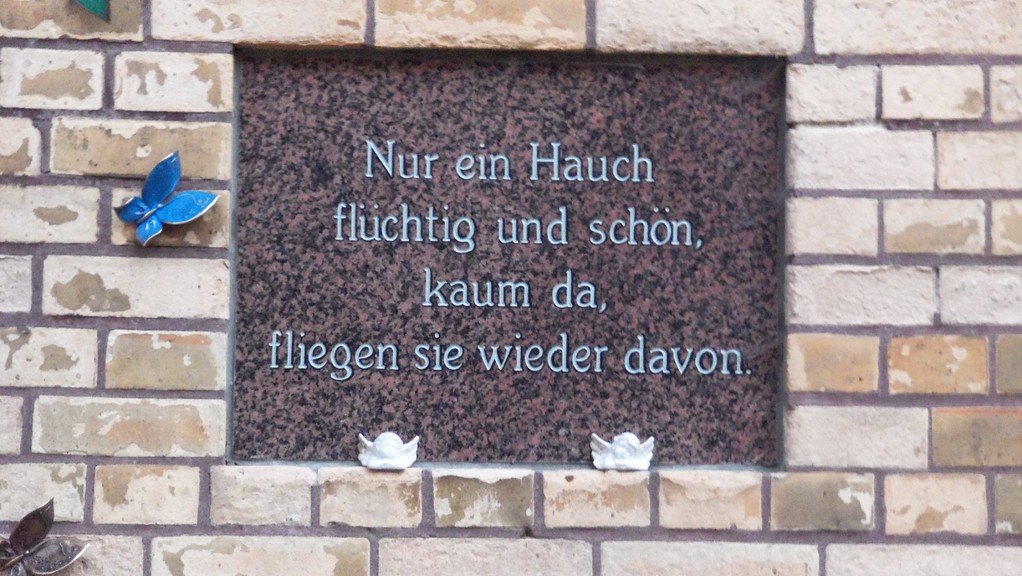 Nur ein Hauch
flüchtig und schön,
kaum da,
fliegen sie wieder davon.